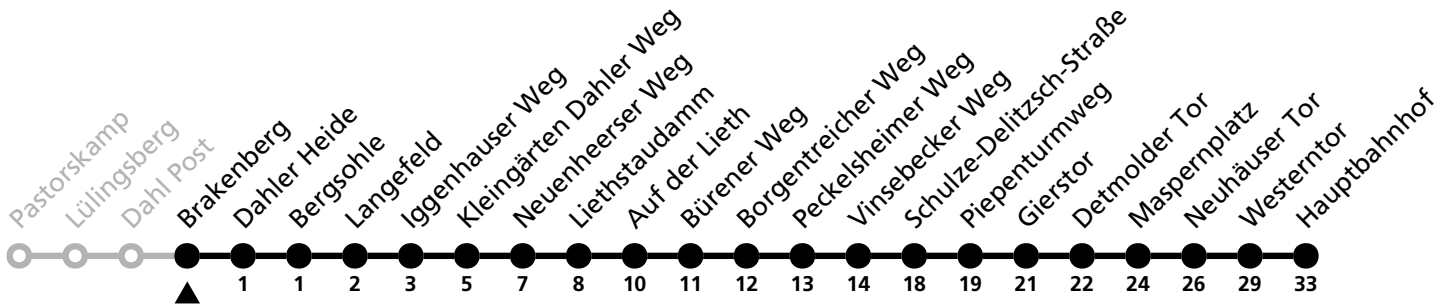 Pastorskamp
Lüllingsberg
Dahl Post
Brakenberg
Dahler Heide
Bergsohle
Langefeld
Iggenhauser Weg
Kleingärten Dahler Weg
Neuenheerser Weg
Liethstaudamm
Auf der Lieth
Bürener Weg
Borgentreicher Weg
Peckelsheimer Weg
Vinsebecker Weg
Schulze-Delitzsch-Straße
Piepenturmweg
Gierstor
Detmolder Tor
Maspernplatz
Neuhäuser Tor
Westerntor
Hauptbahnhof
1 1 2 3 5 7 8 10 11 12 13 14 18 19 21 22 24 26 29 33